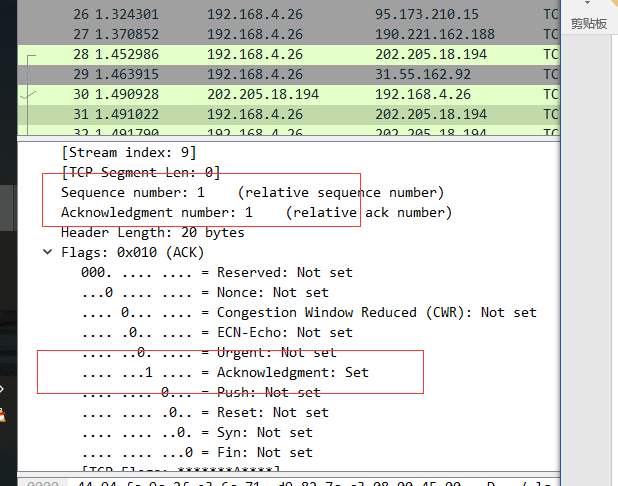 剪贴板
26 1.324301 192.168.4.26 95.173.210.15 TC
27 1.370852 192.168.4.26 190.221.162.188 TC
28 1.452986 192.168.4.26 202.205.18.194 TC
29 1.463915 192.168.4.26 31.55.162.92 TC
30 1.490928 202.205.18.194 192.168.4.26 TC
31 1.491022 192.168.4.26 202.205.18.194 TC
32 1.491790 192.168.4.26 202.205.18.194 TC
[Stream index: 9]
[TCP Segment Len: 0]
Sequence number: 1 (relative sequence number)
Acknowledgment number: 1 (relative ack number)
Header Length: 20 bytes
Flags: 0x010 (ACK)
000. .... .... = Reserved: Not set
...0 .... .... = Nonce: Not set
.... 0... .... = Congestion Window Reduced (CWR): Not set
.... .0.. .... = ECN-Echo: Not set
.... ..0. .... = Urgent: Not set
.... ...1 .... = Acknowledgment: Set
.... .... 0... = Push: Not set
.... .... .0.. = Reset: Not set
.... .... ..0. = Syn: Not set
.... .... ...0 = Fin: Not set
[TCP Flags: *******A****]